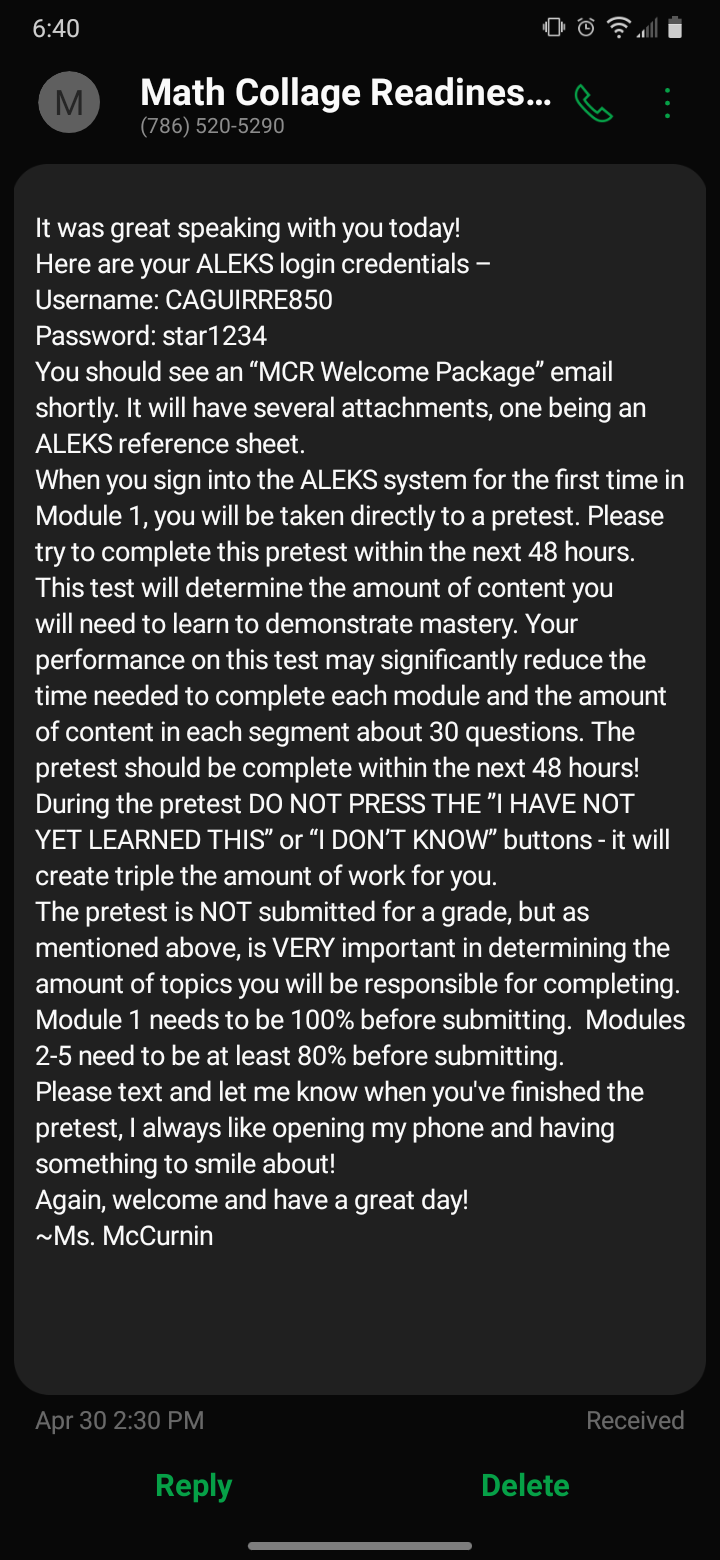 6:40
M
Math Collage Readines...
(786) 520-5290
It was great speaking with you today!
Here are your ALEKS login credentials –
Username: CAGUIRRE850
Password: star1234
You should see an “MCR Welcome Package” email
shortly. It will have several attachments, one being an
ALEKS reference sheet.
When you sign into the ALEKS system for the first time in
Module 1, you will be taken directly to a pretest. Please
try to complete this pretest within the next 48 hours.
This test will determine the amount of content you
will need to learn to demonstrate mastery. Your
performance on this test may significantly reduce the
time needed to complete each module and the amount
of content in each segment about 30 questions. The
pretest should be complete within the next 48 hours!
During the pretest DO NOT PRESS THE ”I HAVE NOT
YET LEARNED THIS” or “I DON’T KNOW” buttons - it will
create triple the amount of work for you.
The pretest is NOT submitted for a grade, but as
mentioned above, is VERY important in determining the
amount of topics you will be responsible for completing.
Module 1 needs to be 100% before submitting.  Modules
2-5 need to be at least 80% before submitting.
Please text and let me know when you've finished the
pretest, I always like opening my phone and having
something to smile about!
Again, welcome and have a great day!
~Ms. McCurnin
Apr 30 2:30 PM Received
Reply Delete